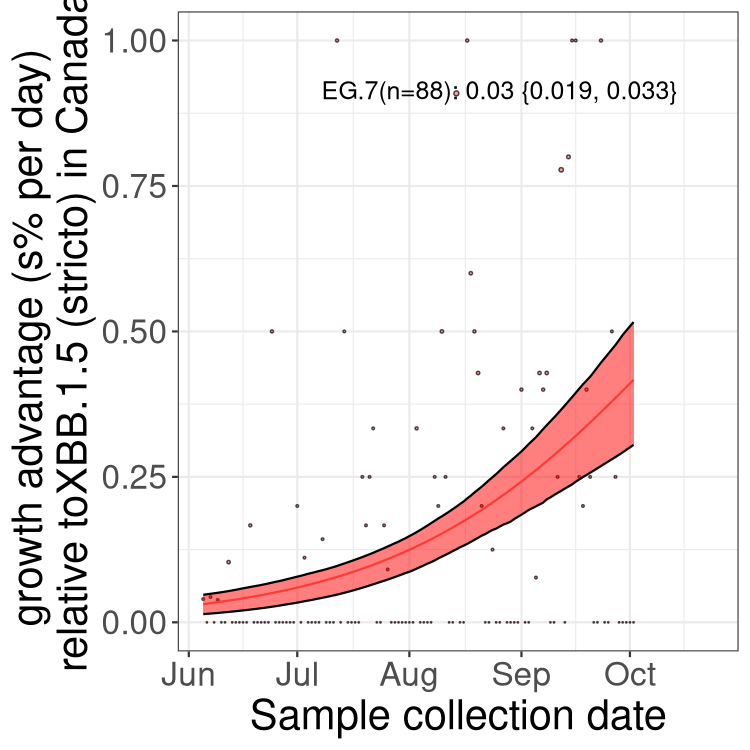 growth advantage (s% per day)
relative toXBB.1.5 (stricto) in Canada
1.00
0.75
0.50
0.25
0.00
EG.7(n=88): 0.03 {0.019, 0.033}
Jun Jul Aug Sep Oct
Sample collection date